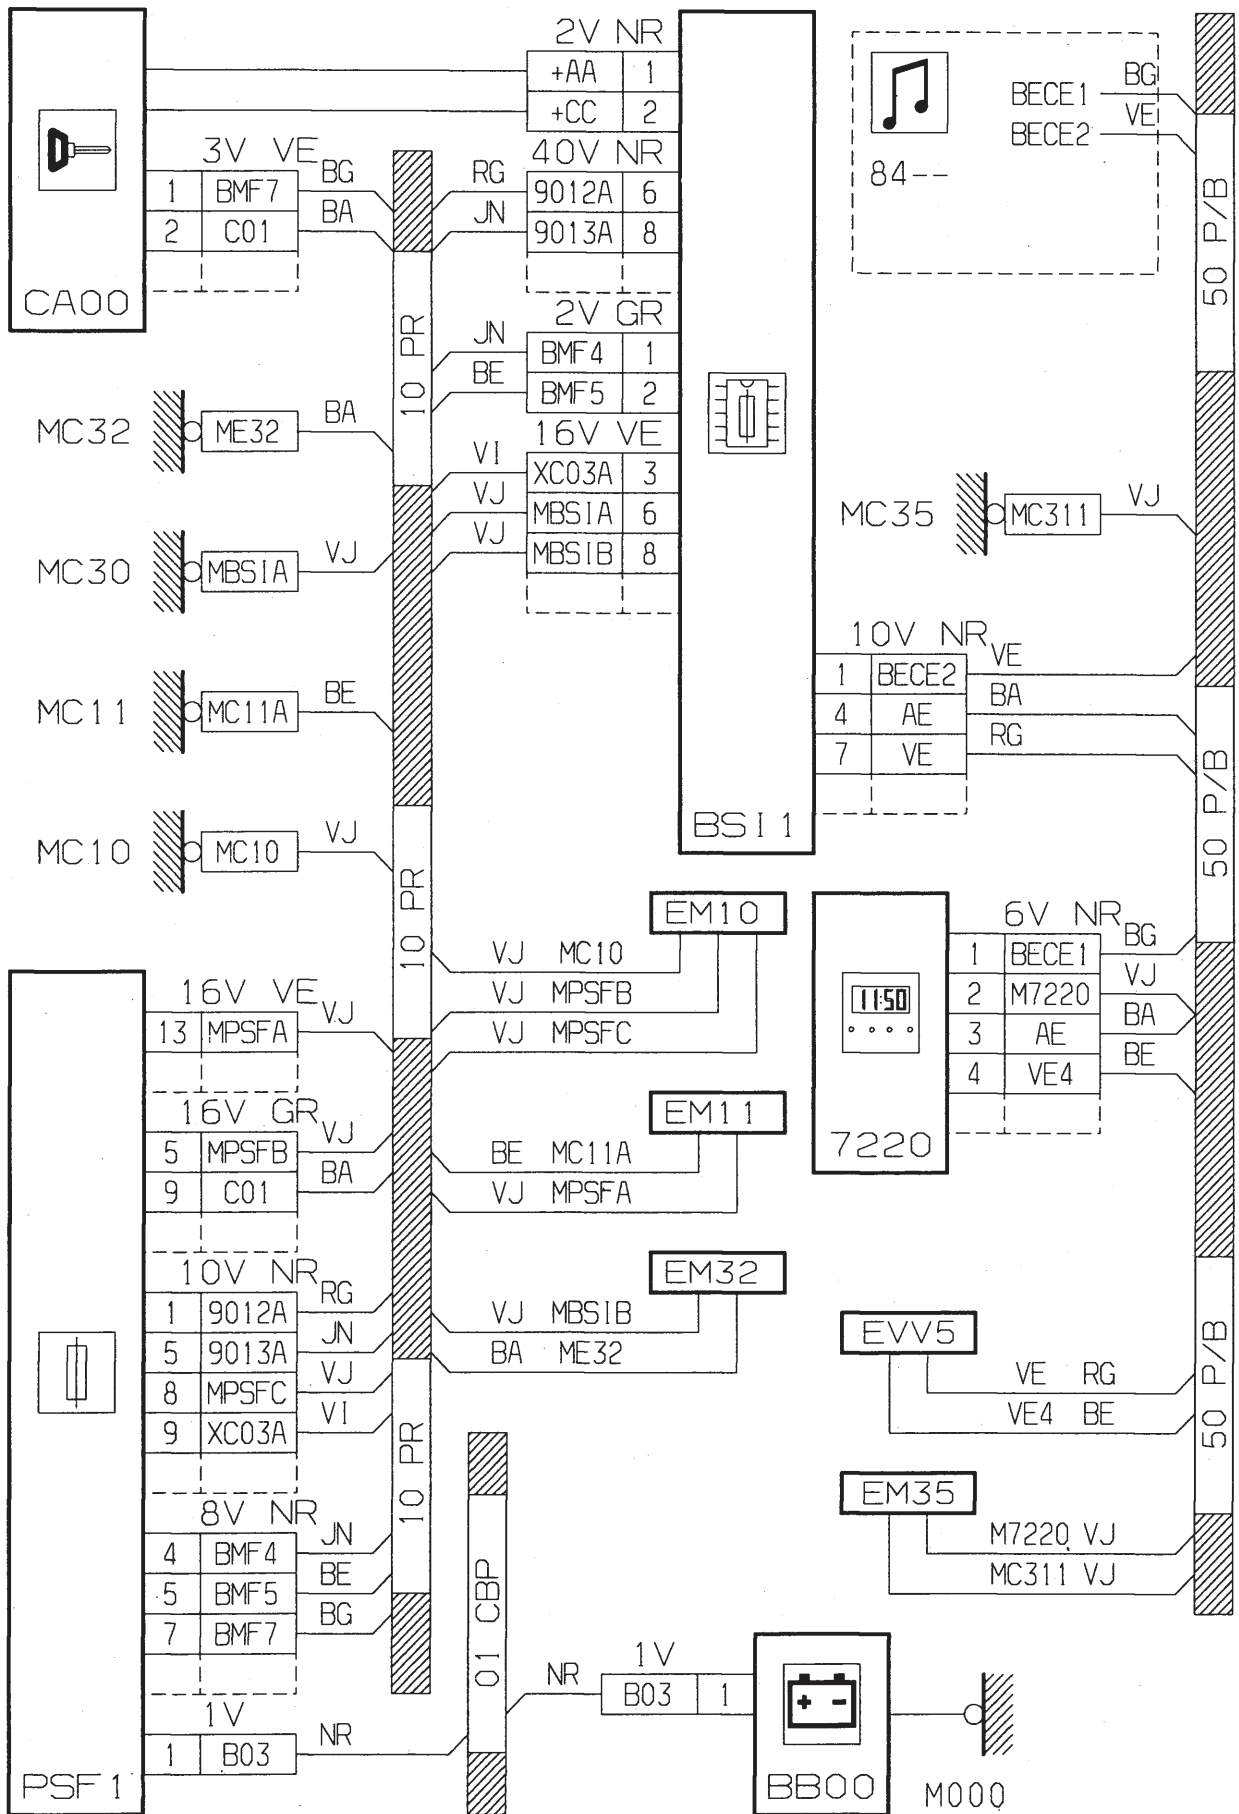 2V NR
+AA 1
+CC 2
3V VE
1 BMF7 BG
2 C01 BA
CA00
40V NR
RG 9012A 6
JN 9013A 8
2V GR
JN BMF4 1
BE BMF5 2
16V VE
VI XC03A 3
VJ MBSIA 6
VJ MBSIB 8
10 PR
MC32 ME32 BA
MC30 MBSIA VJ
MC11 MC11A BE
MC10 MC10 VJ
BSI1
10V NR
1 BECE2 VE
4 AE BA
7 VE RG
BECE1 BG
BECE2 VE
84--
50 P/B
MC35 MC311 VJ
50 P/B
10 PR
EM10
VJ MC10
VJ MPSFB
VJ MPSFC
EM11
BE MC11A
VJ MPSFA
EM32
VJ MBSIB
BA ME32
11:50
7220
6V NR
1 BECE1 BG
2 M7220 VJ
3 AE BA
4 VE4 BE
EVV5
VE RG
VE4 BE
50 P/B
EM35
M7220 VJ
MC311 VJ
16V VE
13 MPSFA VJ
16V GR
5 MPSFB VJ
9 C01 BA
10V NR
1 9012A RG
5 9013A JN
8 MPSFC VJ
9 XC03A VI
10 PR
8V NR
4 BMF4 JN
5 BMF5 BE
7 BMF7 BG
1V
1 B03 NR
PSF1
01 CBP
NR
1V
B03 1
+ -
BB00
M000